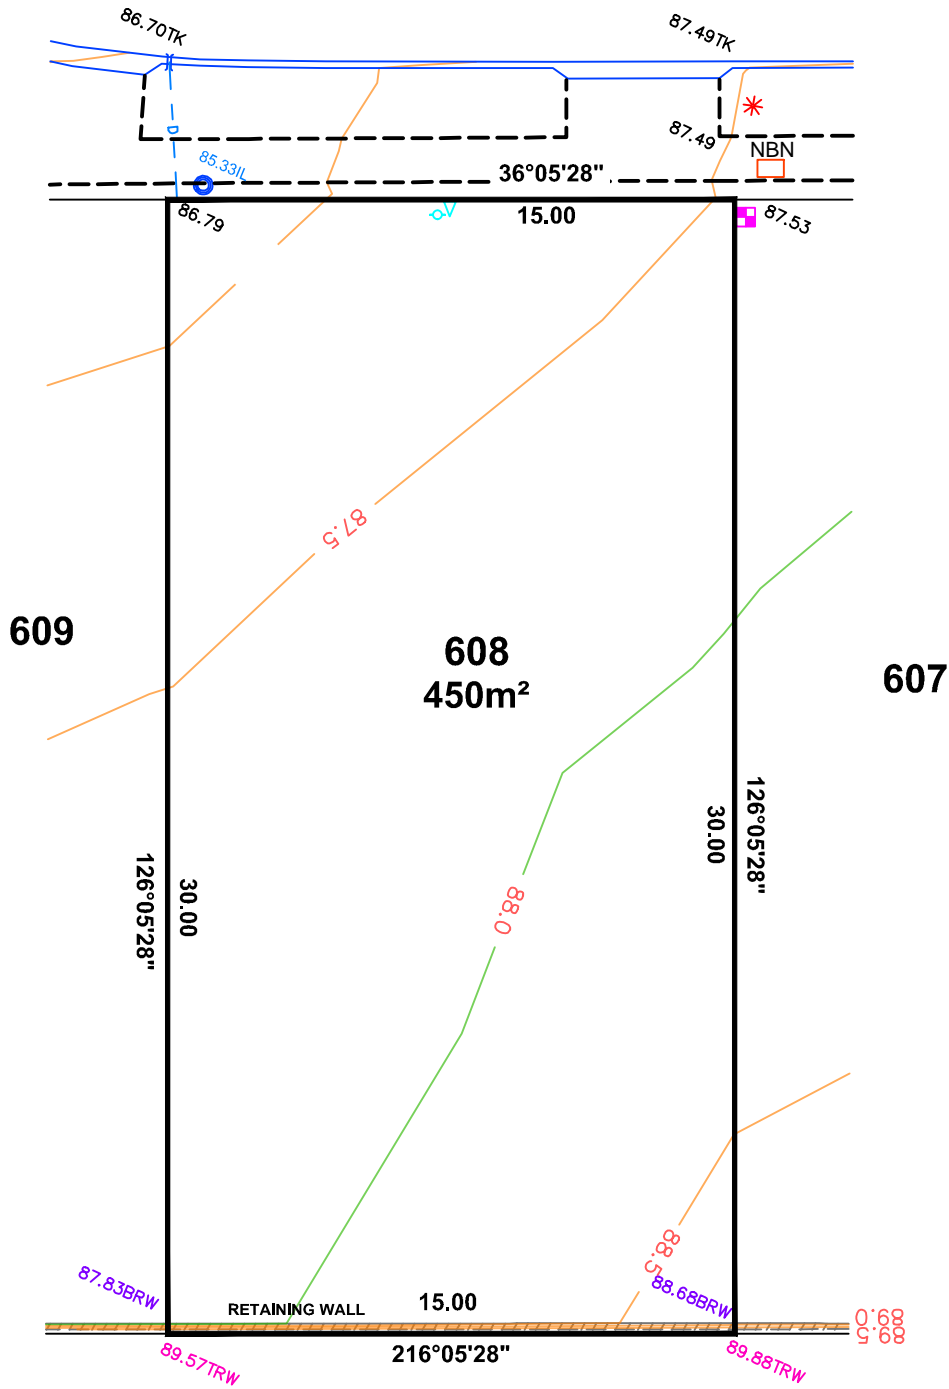 86.70TK
87.49TK
D
87.49
NBN
85.33IL
36°05'28"
86.79
15.00
87.53
87.5
609
608
450m²
607
126°05'28"
30.00
126°05'28"
30.00
88.0
88.5
87.83BRW
88.68BRW
RETAINING WALL
15.00
89.0
89.5
216°05'28"
89.57TRW
89.88TRW